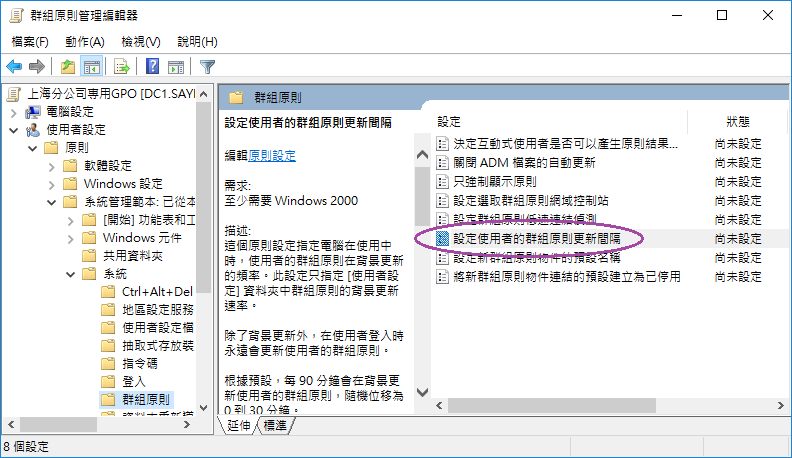 群組原則管理編輯器
檔案(F) 動作(A) 檢視(V) 說明(H)
上海分公司專用GPO [DC1.SAYI
電腦設定
使用者設定
原則
軟體設定
Windows 設定
系統管理範本: 已從本
[開始] 功能表和工
Windows 元件
共用資料夾
系統
Ctrl+Alt+Del
地區設定服務
使用者設定檔
抽取式存放裝
指令碼
登入
群組原則
群組原則
設定使用者的群組原則更新間隔
編輯原則設定
需求:
至少需要 Windows 2000
描述:
這個原則設定指定電腦在使用中
時，使用者的群組原則在背景更新
的頻率。此設定只指定 [使用者設
定] 資料夾中群組原則的背景更新
速率。
除了背景更新外，在使用者登入時
永遠會更新使用者的群組原則。
根據預設，每 90 分鐘會在背景更
新使用者的群組原則，隨機位移為
0 到 30 分鐘。
設定 狀態
決定互動式使用者是否可以產生原則結果... 尚未設定
關閉 ADM 檔案的自動更新 尚未設定
只強制顯示原則 尚未設定
設定選取群組原則網域控制站 尚未設定
設定群組原則低速連結偵測 尚未設定
設定使用者的群組原則更新間隔 尚未設定
設定新群組原則物件的預設名稱 尚未設定
將新群組原則物件連結的預設建立為已停用 尚未設定
延伸 標準
8 個設定